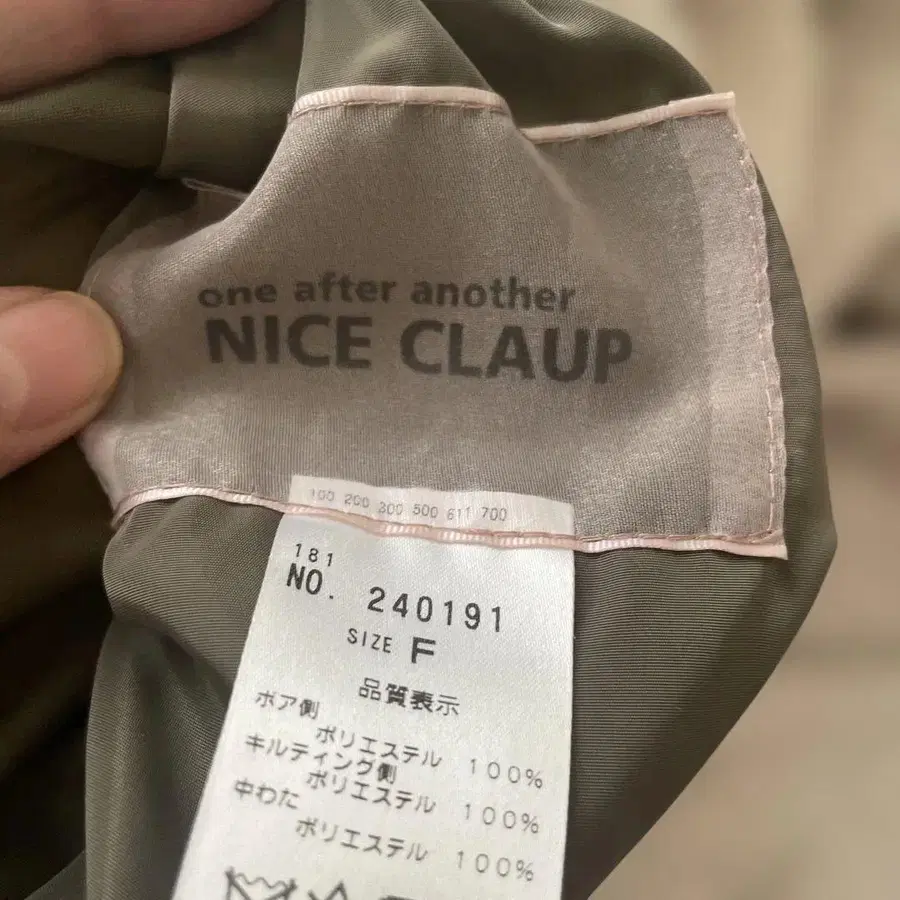 one after another
NICE CLAUP
100 200 300 500 611 700
181
NO. 240191
SIZE F
品質表示
ボア側
ポリエステル 100%
キルティング側
ポリエステル 100%
中わた
ポリエステル 100%